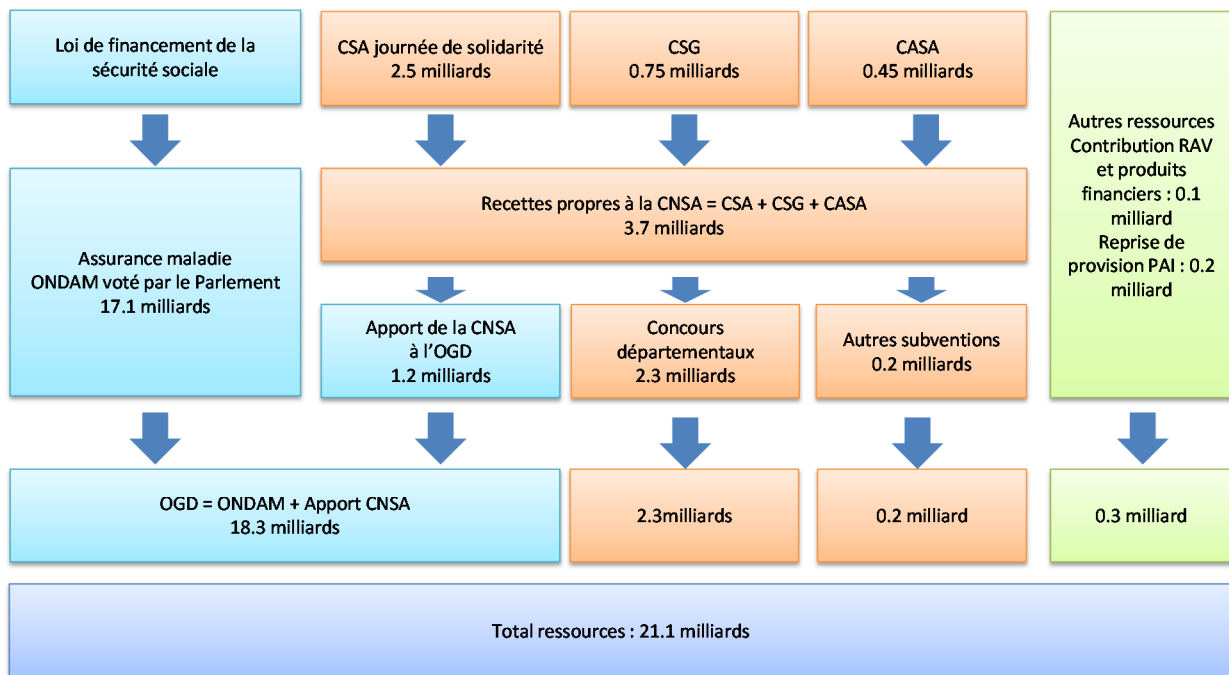 Loi de financement de la
sécurité sociale
CSA journée de solidarité
2.5 milliards
CSG
0.75 milliards
CASA
0.45 milliards
Autres ressources
Contribution RAV
et produits
financiers : 0.1
milliard
Reprise de
provision PAI : 0.2
milliard
Assurance maladie
ONDAM voté par le Parlement
17.1 milliards
Recettes propres à la CNSA = CSA + CSG + CASA
3.7 milliards
Apport de la CNSA
à l’OGD
1.2 milliards
Concours
départementaux
2.3 milliards
Autres subventions
0.2 milliards
OGD = ONDAM + Apport CNSA
18.3 milliards
2.3milliards
0.2 milliard
0.3 milliard
Total ressources : 21.1 milliards